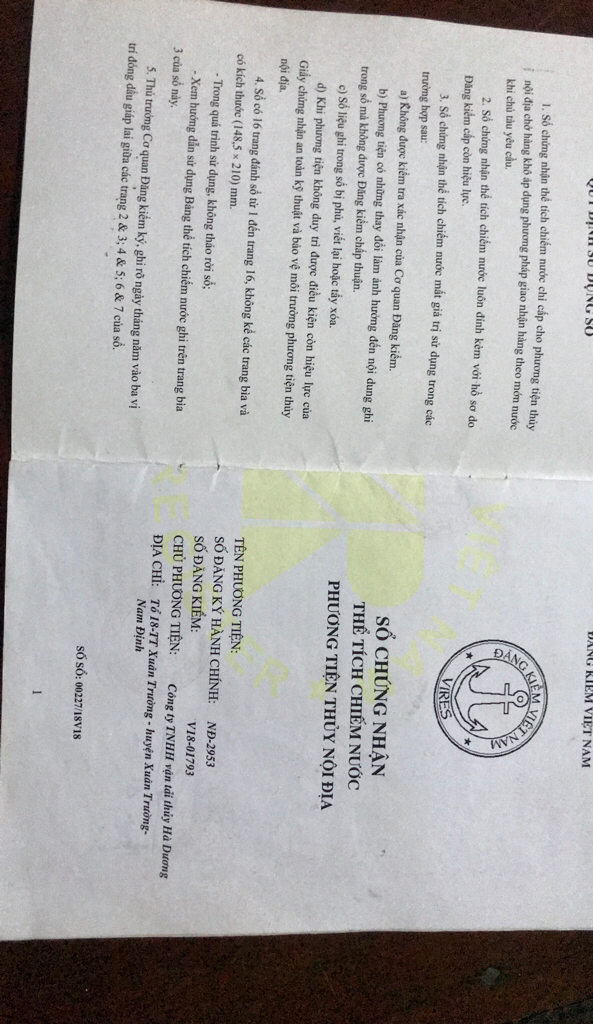 QUY ĐỊNH SỬ DỤNG SỔ
1. Sổ chứng nhận thể tích chiếm nước chỉ cấp cho phương tiện thủy
nội địa chở hàng khô áp dụng phương pháp giao nhận hàng theo mớn nước
khi chủ tàu yêu cầu.
2. Sổ chứng nhận thể tích chiếm nước luôn đính kèm với hồ sơ do
Đăng kiểm cấp còn hiệu lực.
3. Sổ chứng nhận thể tích chiếm nước mất giá trị sử dụng trong các
trường hợp sau:
a) Không được kiểm tra xác nhận của Cơ quan Đăng kiểm.
b) Phương tiện có những thay đổi làm ảnh hưởng đến nội dung ghi
trong sổ mà không được Đăng kiểm chấp thuận.
c) Số liệu ghi trong sổ bị phủ, viết lại hoặc tẩy xóa.
d) Khi phương tiện không duy trì được điều kiện còn hiệu lực của
Giấy chứng nhận an toàn kỹ thuật và bảo vệ môi trường phương tiện thủy
nội địa.
4. Sổ có 16 trang đánh số từ 1 đến trang 16, không kể các trang bìa và
có kích thước (148,5 × 210) mm.
- Trong quá trình sử dụng, không tháo rời sổ;
- Xem hướng dẫn sử dụng Bảng thể tích chiếm nước ghi trên trang bìa
3 của sổ này.
5. Thủ trưởng Cơ quan Đăng kiểm ký, ghi rõ ngày tháng năm vào ba vị
trí đóng dấu giáp lai giữa các trang 2 & 3; 4 & 5; 6 & 7 của sổ.
ĐĂNG KIỂM VIỆT NAM
ĐĂNG KIỂM VIỆT NAM
VIRES
VIỆT NAM
VR
REGISTER
SỔ CHỨNG NHẬN
THỂ TÍCH CHIẾM NƯỚC
PHƯƠNG TIỆN THỦY NỘI ĐỊA
TÊN PHƯƠNG TIỆN:
SỐ ĐĂNG KÝ HÀNH CHÍNH: NĐ-2953
SỐ ĐĂNG KIỂM: V18-01793
CHỦ PHƯƠNG TIỆN: Công ty TNHH vận tải thủy Hà Dương
ĐỊA CHỈ: Tổ 18-TT Xuân Trường - huyện Xuân Trường-
Nam Định
SỐ SỔ: 00227/18V18
1